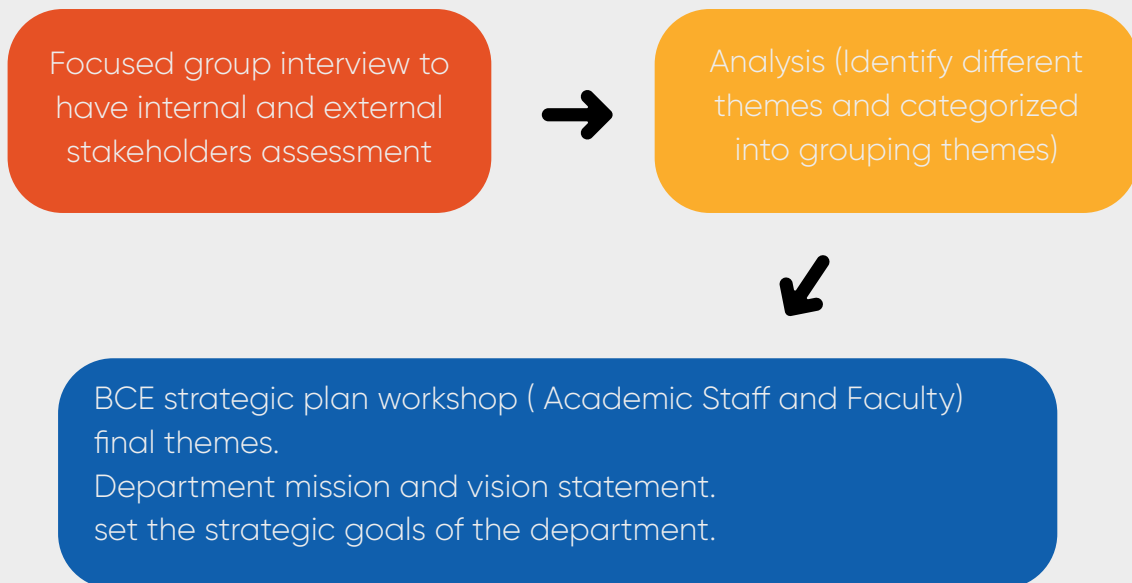 Focused group interview to
have internal and external
stakeholders assessment
Analysis (Identify different
themes and categorized
into grouping themes)
BCE strategic plan workshop ( Academic Staff and Faculty)
final themes.
Department mission and vision statement.
set the strategic goals of the department.